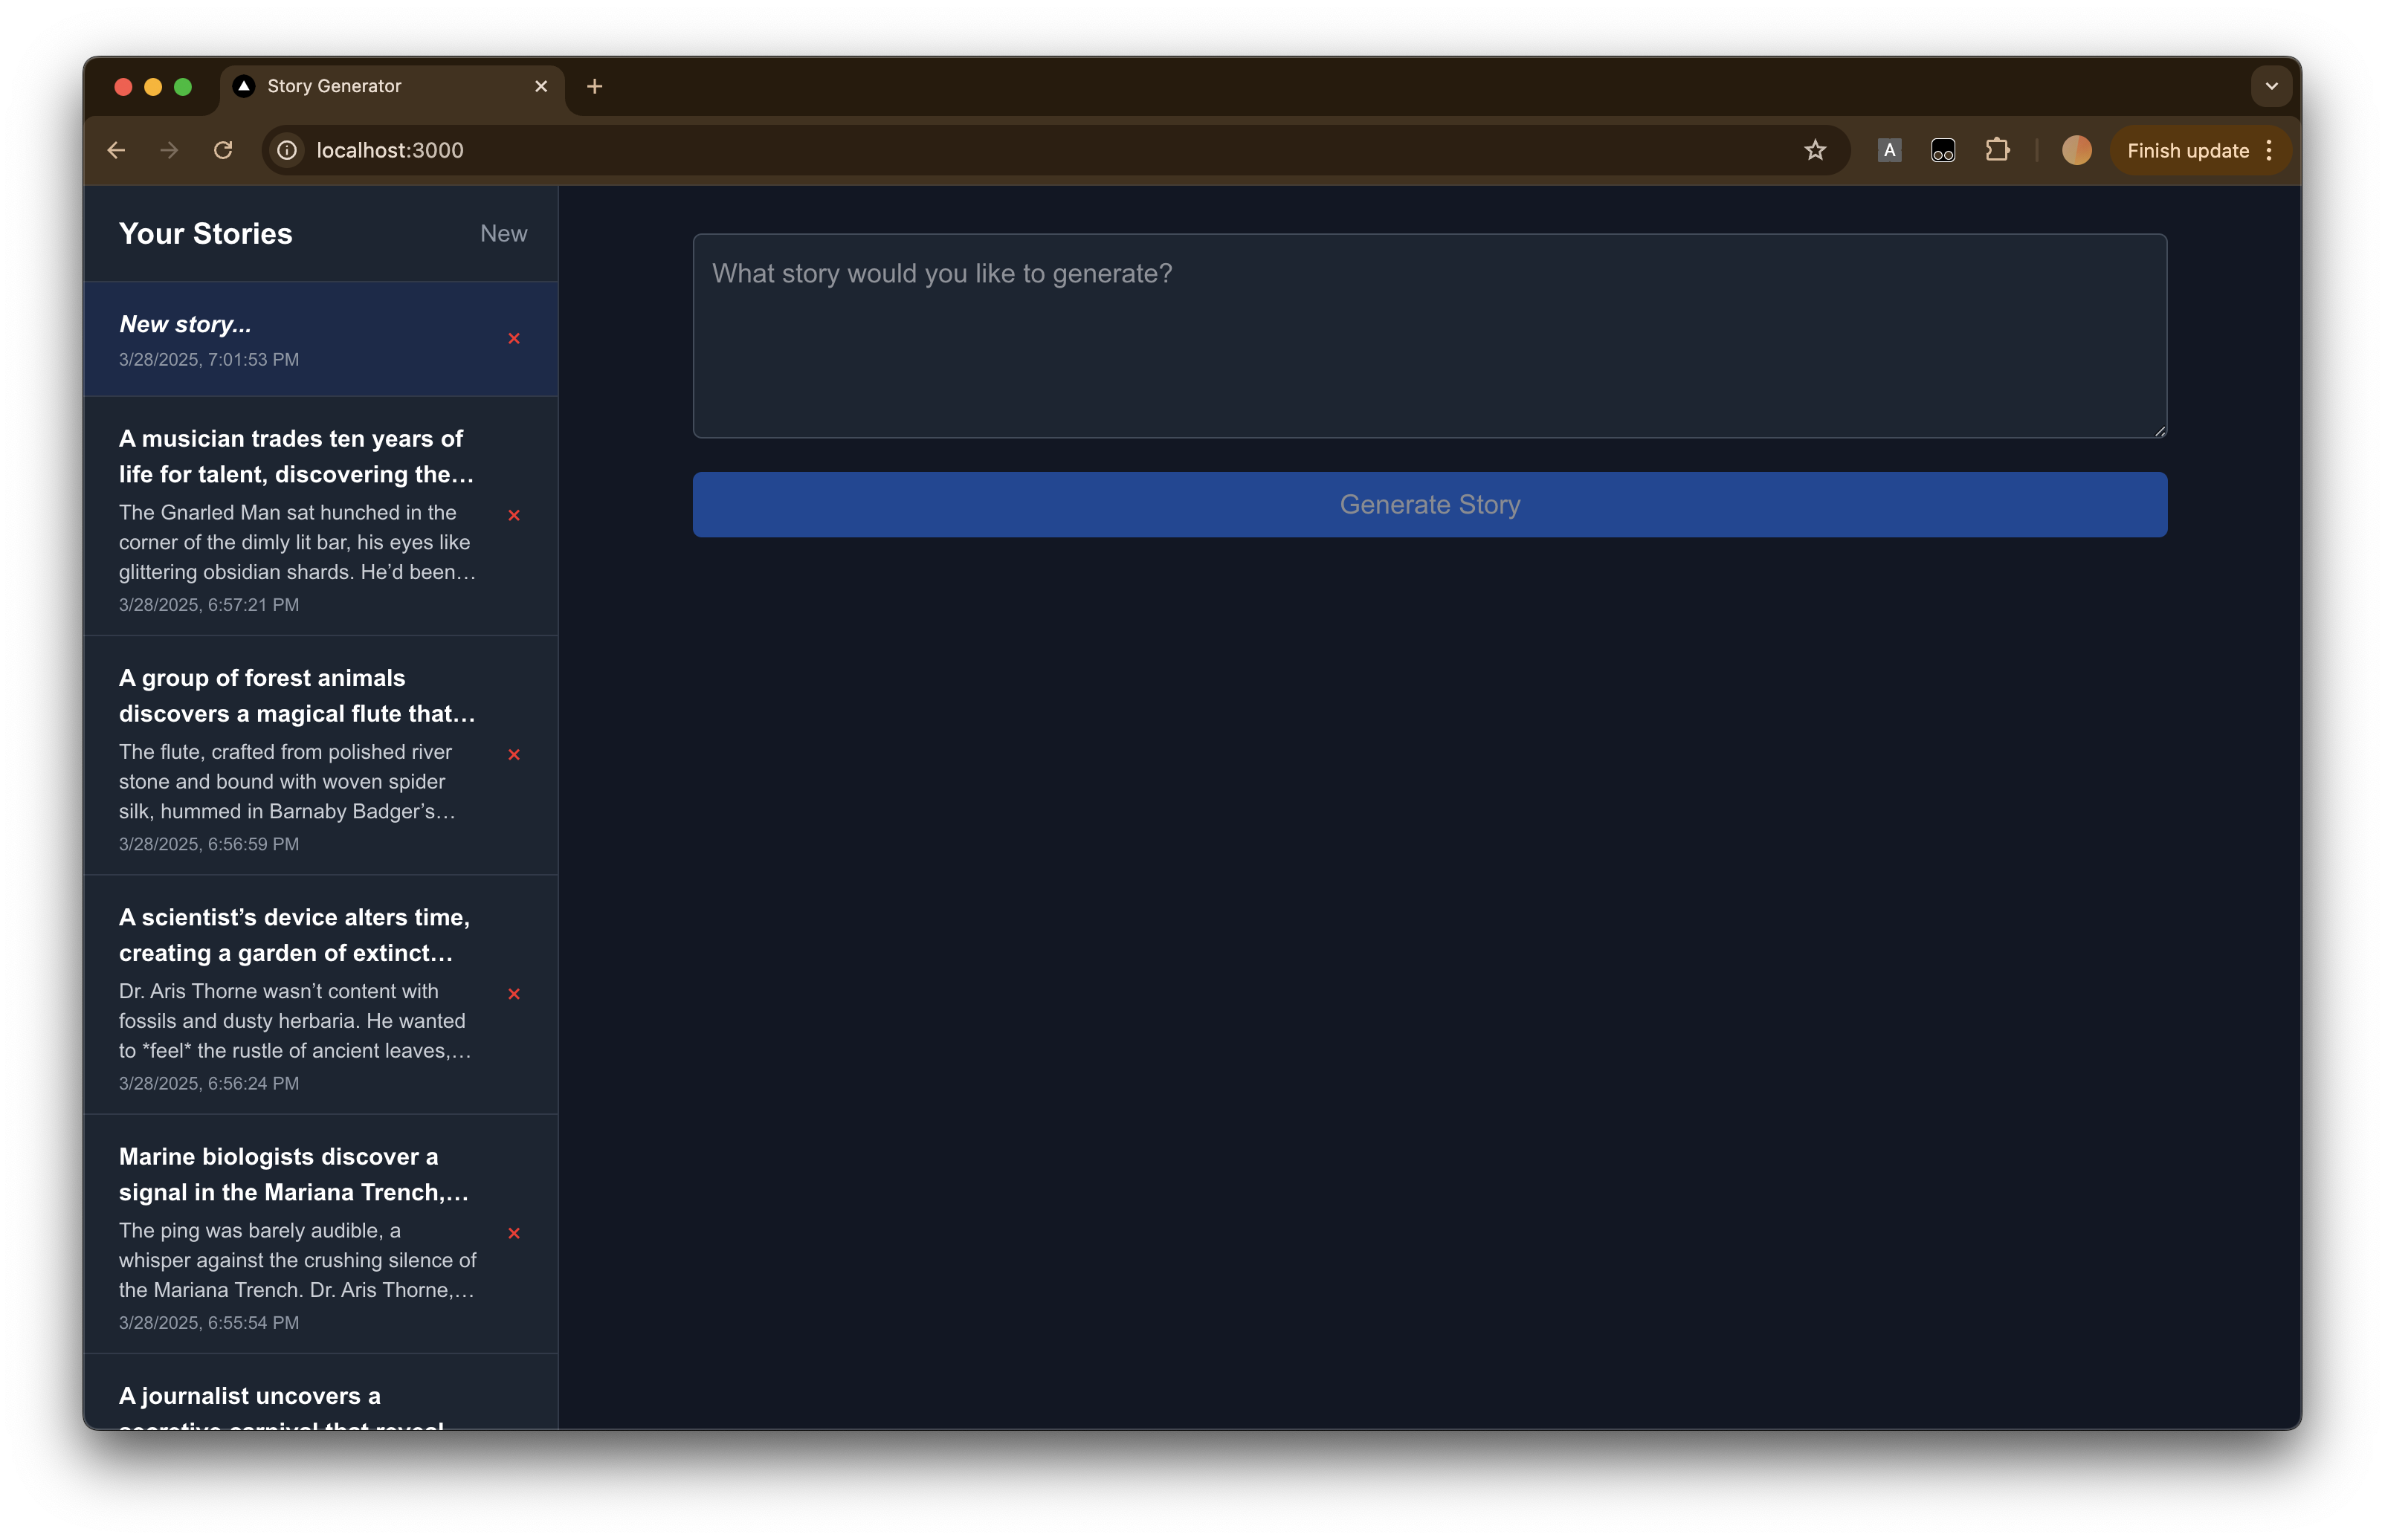 Story Generator
localhost:3000
A
Finish update
Your Stories
New
New story...
3/28/2025, 7:01:53 PM
A musician trades ten years of
life for talent, discovering the…
The Gnarled Man sat hunched in the
corner of the dimly lit bar, his eyes like
glittering obsidian shards. He’d been…
3/28/2025, 6:57:21 PM
A group of forest animals
discovers a magical flute that…
The flute, crafted from polished river
stone and bound with woven spider
silk, hummed in Barnaby Badger’s…
3/28/2025, 6:56:59 PM
A scientist’s device alters time,
creating a garden of extinct…
Dr. Aris Thorne wasn’t content with
fossils and dusty herbaria. He wanted
to *feel* the rustle of ancient leaves,…
3/28/2025, 6:56:24 PM
Marine biologists discover a
signal in the Mariana Trench,…
The ping was barely audible, a
whisper against the crushing silence of
the Mariana Trench. Dr. Aris Thorne,…
3/28/2025, 6:55:54 PM
A journalist uncovers a
secretive carnival that reveal
What story would you like to generate?
Generate Story